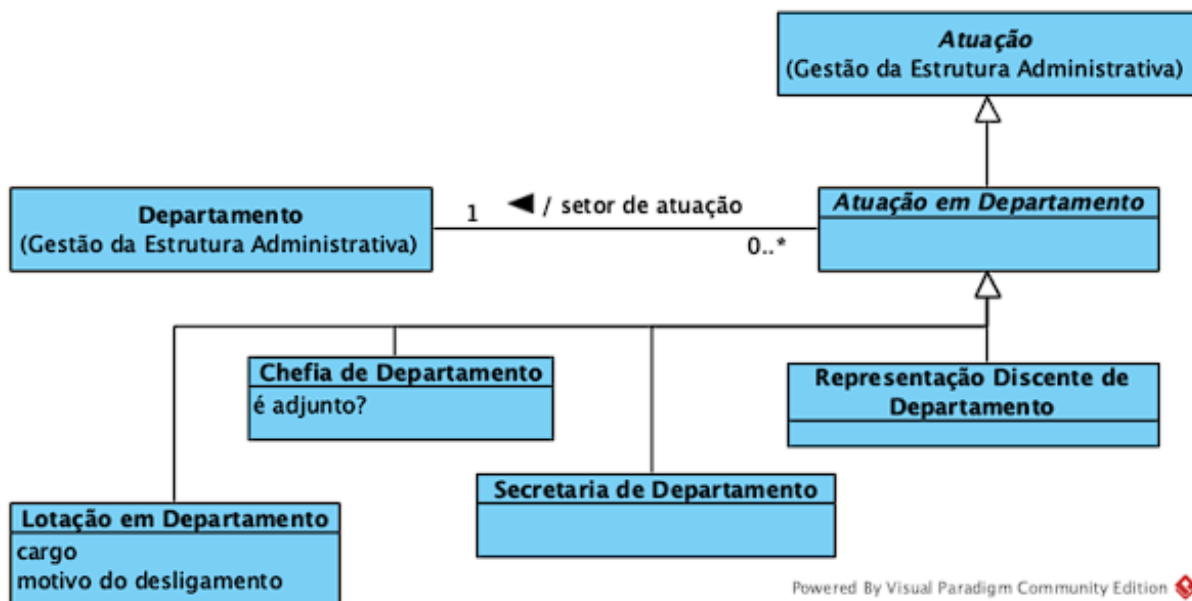 Atuação
(Gestão da Estrutura Administrativa)
Departamento
(Gestão da Estrutura Administrativa)
1
◀ / setor de atuação
0..*
Atuação em Departamento
Chefia de Departamento
é adjunto?
Representação Discente de
Departamento
Secretaria de Departamento
Lotação em Departamento
cargo
motivo do desligamento
Powered By Visual Paradigm Community Edition